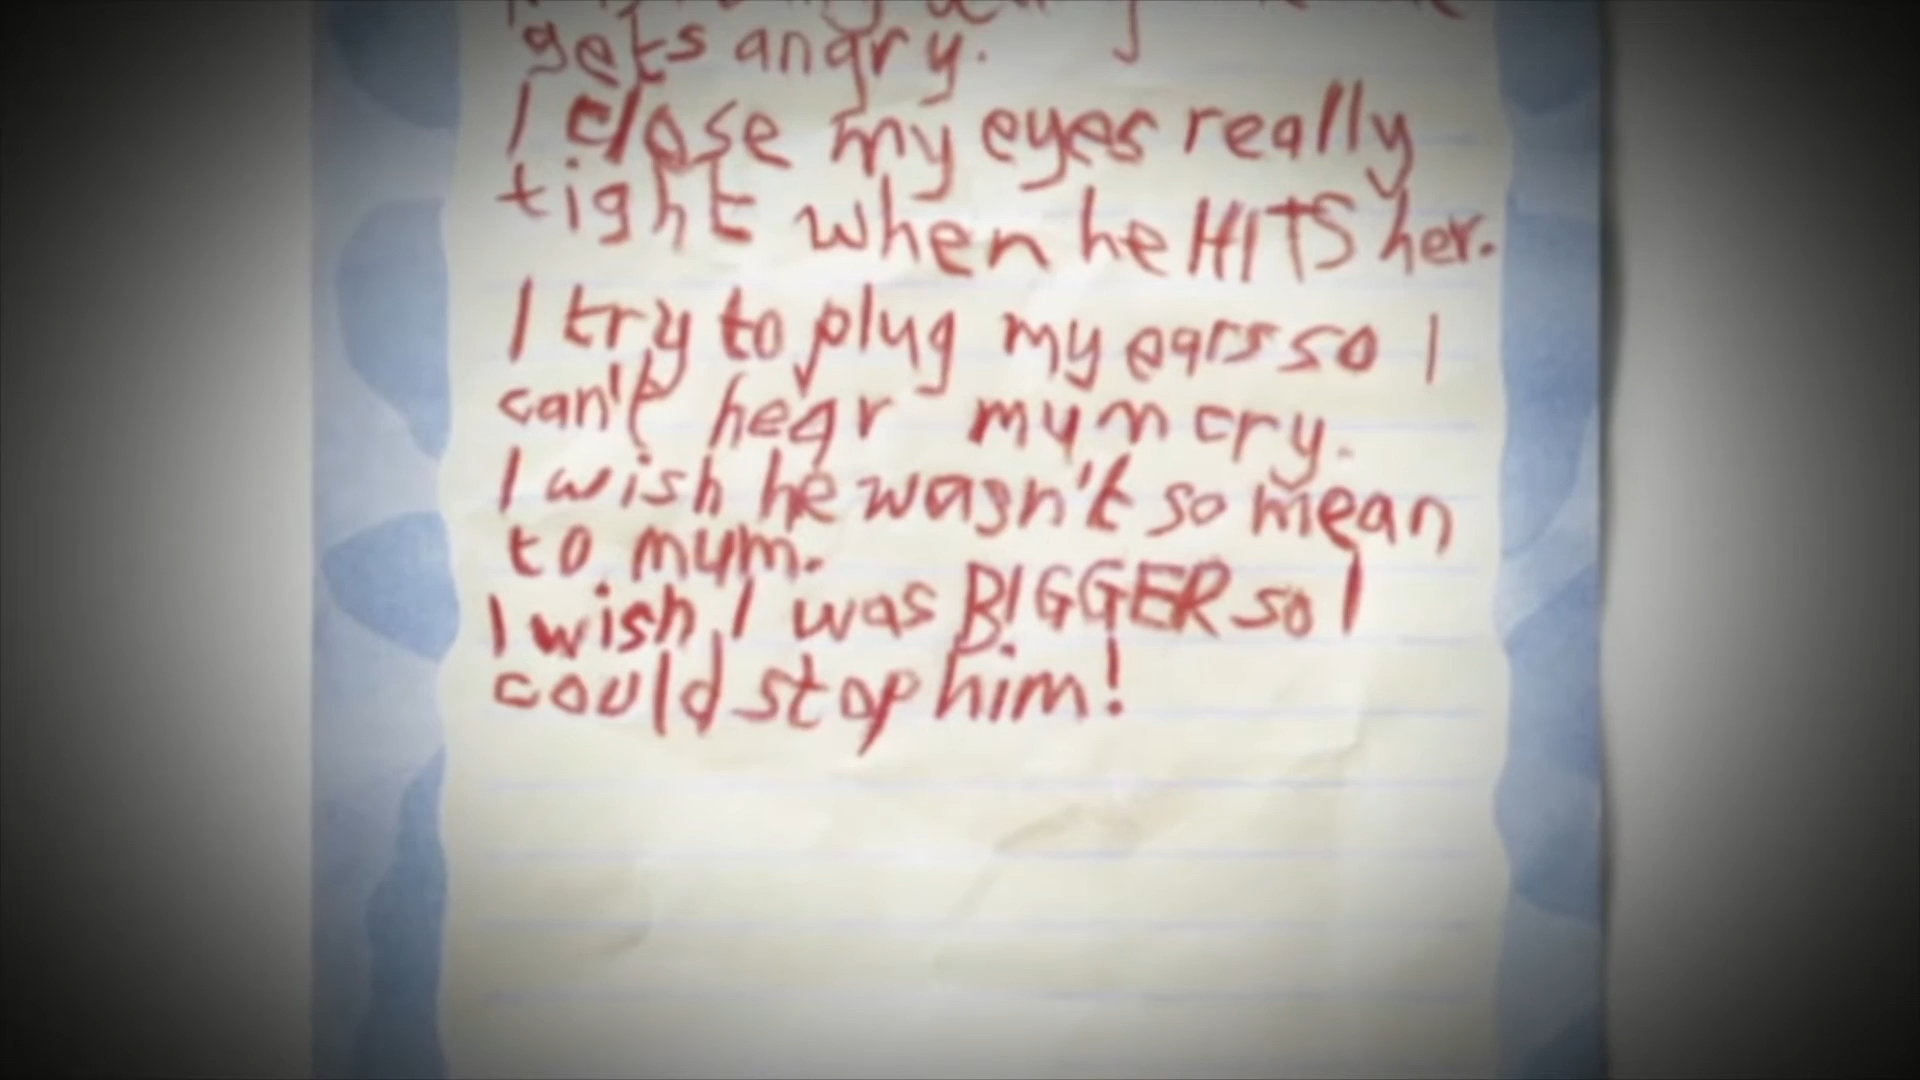 gets angry.
I close my eyes really
tight when he HITS her.
I try to plug my ears so I
can't hear mum cry.
I wish he wasn't so mean
to mum.
I wish I was BIGGER so I
could stop him!